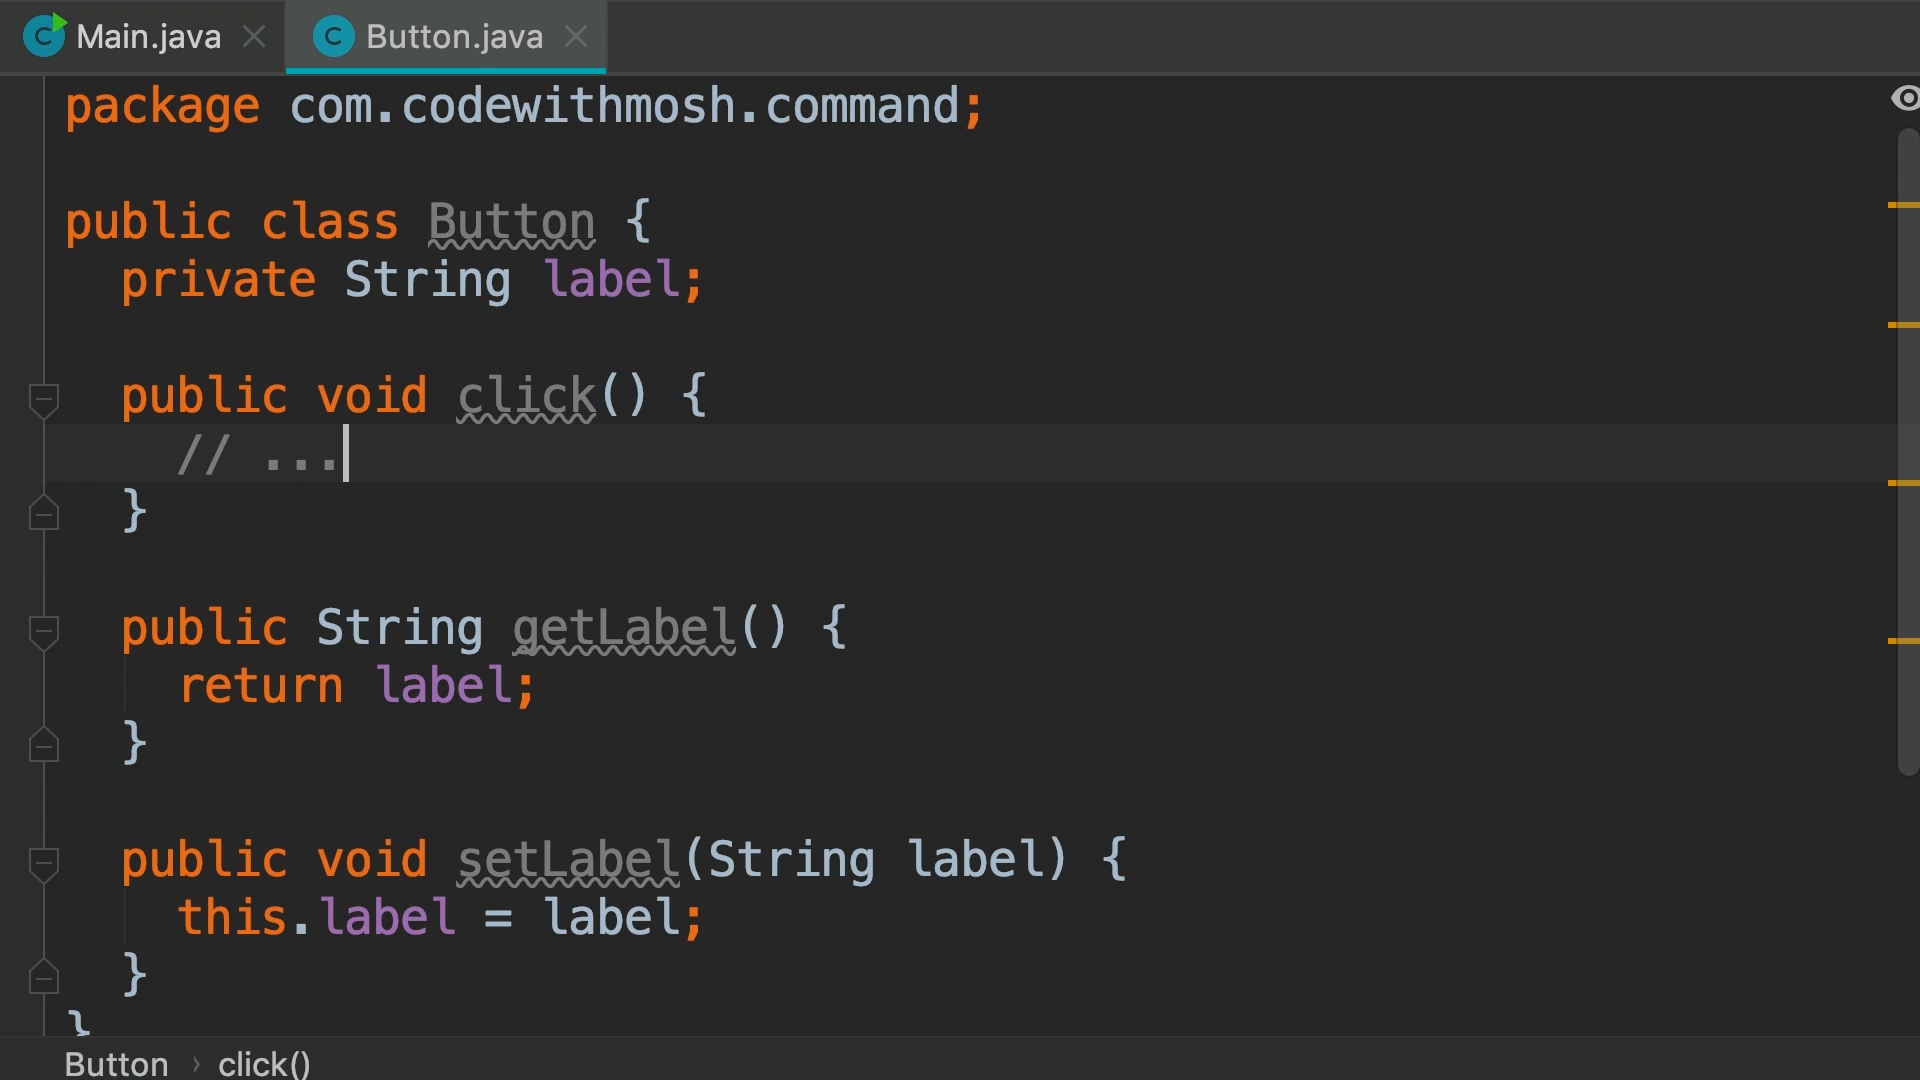 Main.java
Button.java
package com.codewithmosh.command;
public class Button {
private String label;
public void click() {
// ...
}
public String getLabel() {
return label;
}
public void setLabel(String label) {
this.label = label;
}
}
Button › click()